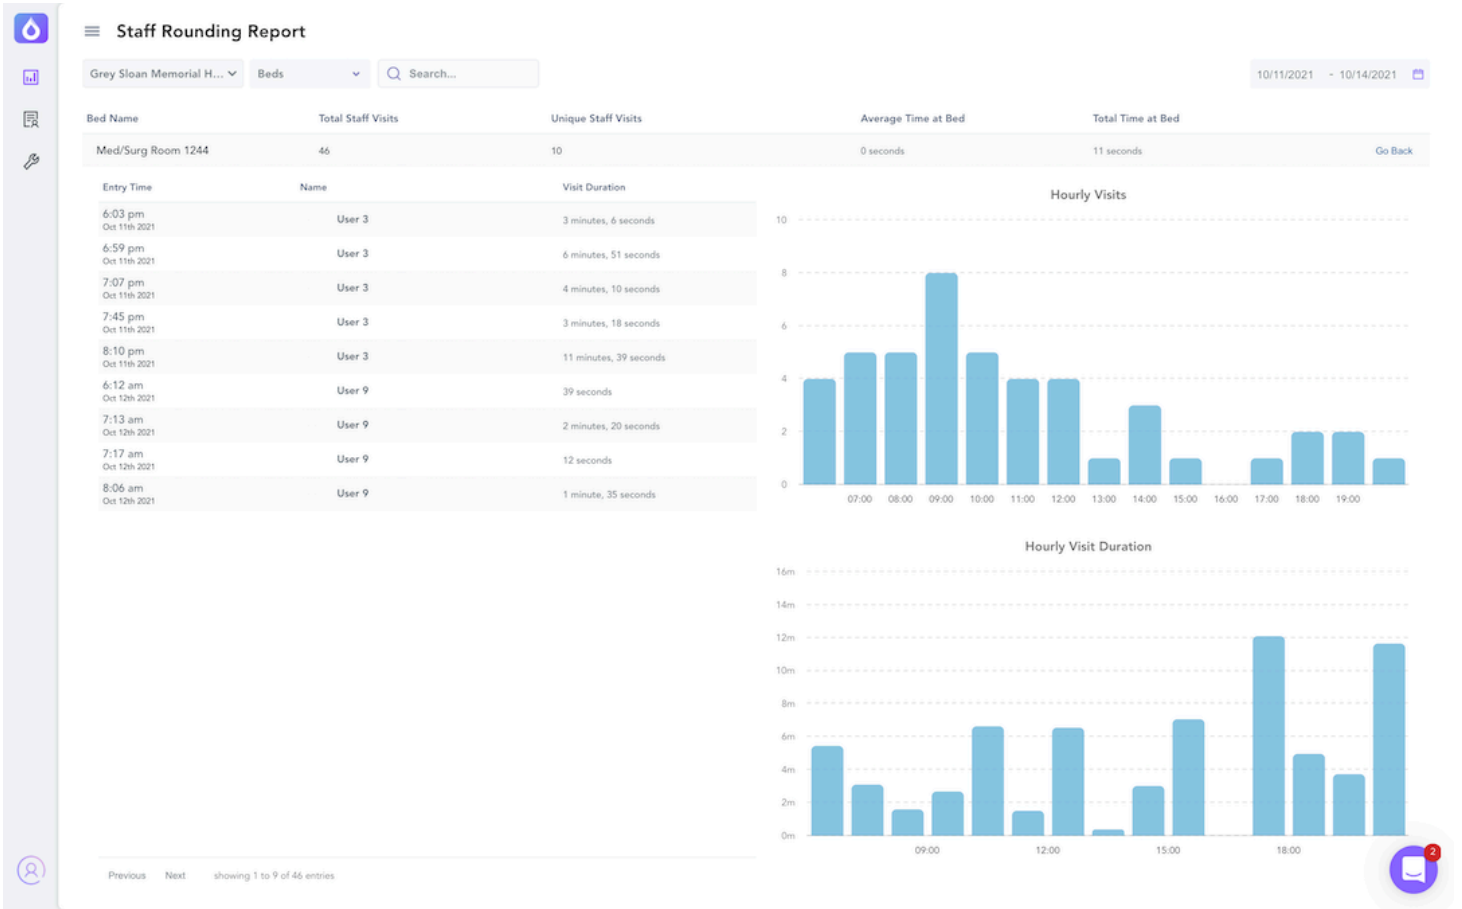 Staff Rounding Report
Grey Sloan Memorial H... Beds Search... 10/11/2021 - 10/14/2021
Bed Name Total Staff Visits Unique Staff Visits Average Time at Bed Total Time at Bed
Med/Surg Room 1244 46 10 0 seconds 11 seconds Go Back
Entry Time Name Visit Duration
6:03 pm
Oct 11th 2021
User 3
3 minutes, 6 seconds
6:59 pm
Oct 11th 2021
User 3
6 minutes, 51 seconds
7:07 pm
Oct 11th 2021
User 3
4 minutes, 10 seconds
7:45 pm
Oct 11th 2021
User 3
3 minutes, 18 seconds
8:10 pm
Oct 11th 2021
User 3
11 minutes, 39 seconds
6:12 am
Oct 12th 2021
User 9
39 seconds
7:13 am
Oct 12th 2021
User 9
2 minutes, 20 seconds
7:17 am
Oct 12th 2021
User 9
12 seconds
8:06 am
Oct 12th 2021
User 9
1 minute, 35 seconds
Previous Next showing 1 to 9 of 46 entries
Hourly Visits
10
8
6
4
2
0
07:00 08:00 09:00 10:00 11:00 12:00 13:00 14:00 15:00 16:00 17:00 18:00 19:00
Hourly Visit Duration
16m
14m
12m
10m
8m
6m
4m
2m
0m
09:00 12:00 15:00 18:00
2